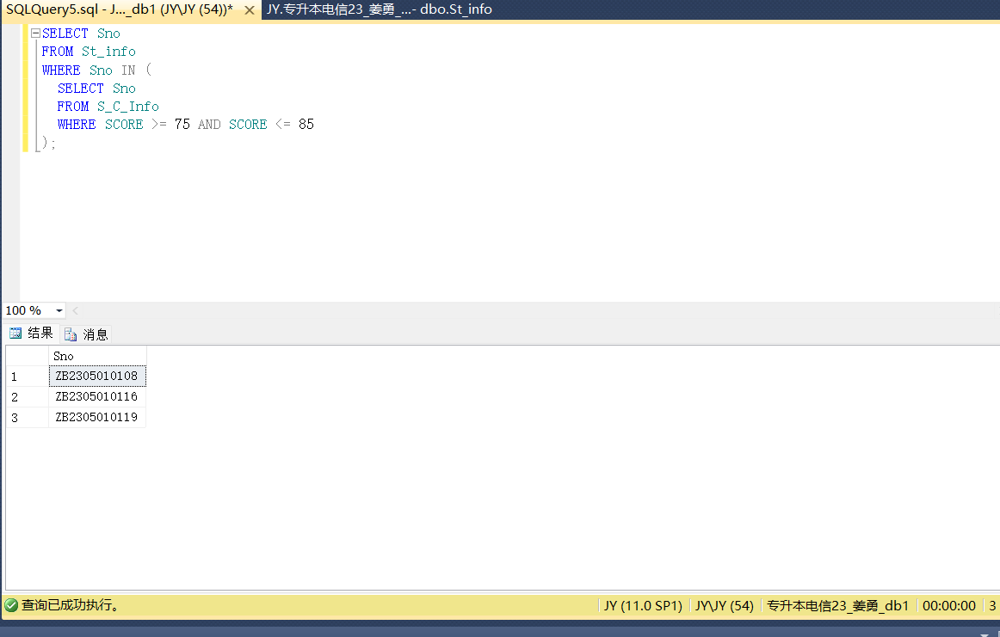 SQLQuery5.sql - J..._db1 (JY\JY (54))* JY.专升本电信23_姜勇_...- dbo.St_info
SELECT Sno
FROM St_info
WHERE Sno IN (
SELECT Sno
FROM S_C_Info
WHERE SCORE >= 75 AND SCORE <= 85
);
100 %
结果 消息
Sno
1 ZB2305010108
2 ZB2305010116
3 ZB2305010119
查询已成功执行。 JY (11.0 SP1) JY\JY (54) 专升本电信23_姜勇_db1 00:00:00 3